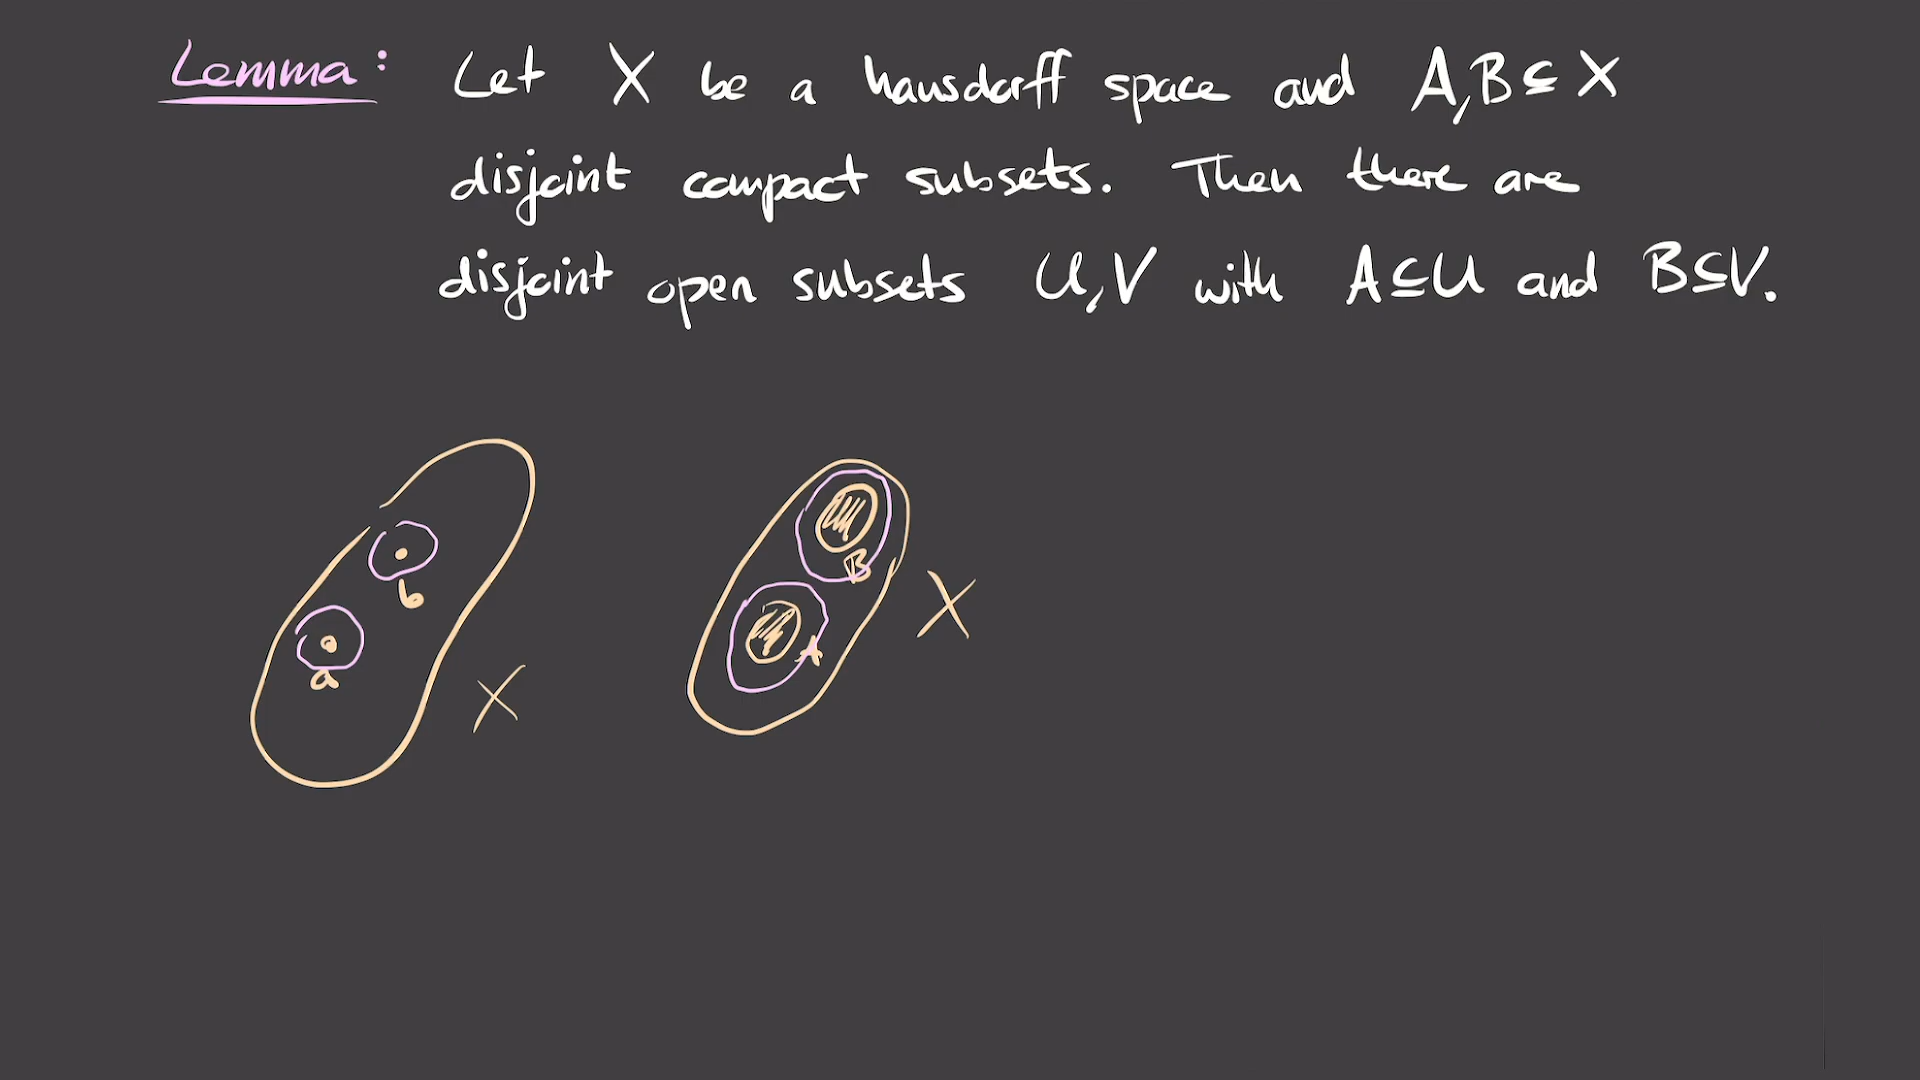 Lemma: Let X be a hausdorff space and A,B⊆X
disjoint compact subsets. Then there are
disjoint open subsets U,V with A⊆U and B⊆V.
b
a
X
B
A
X